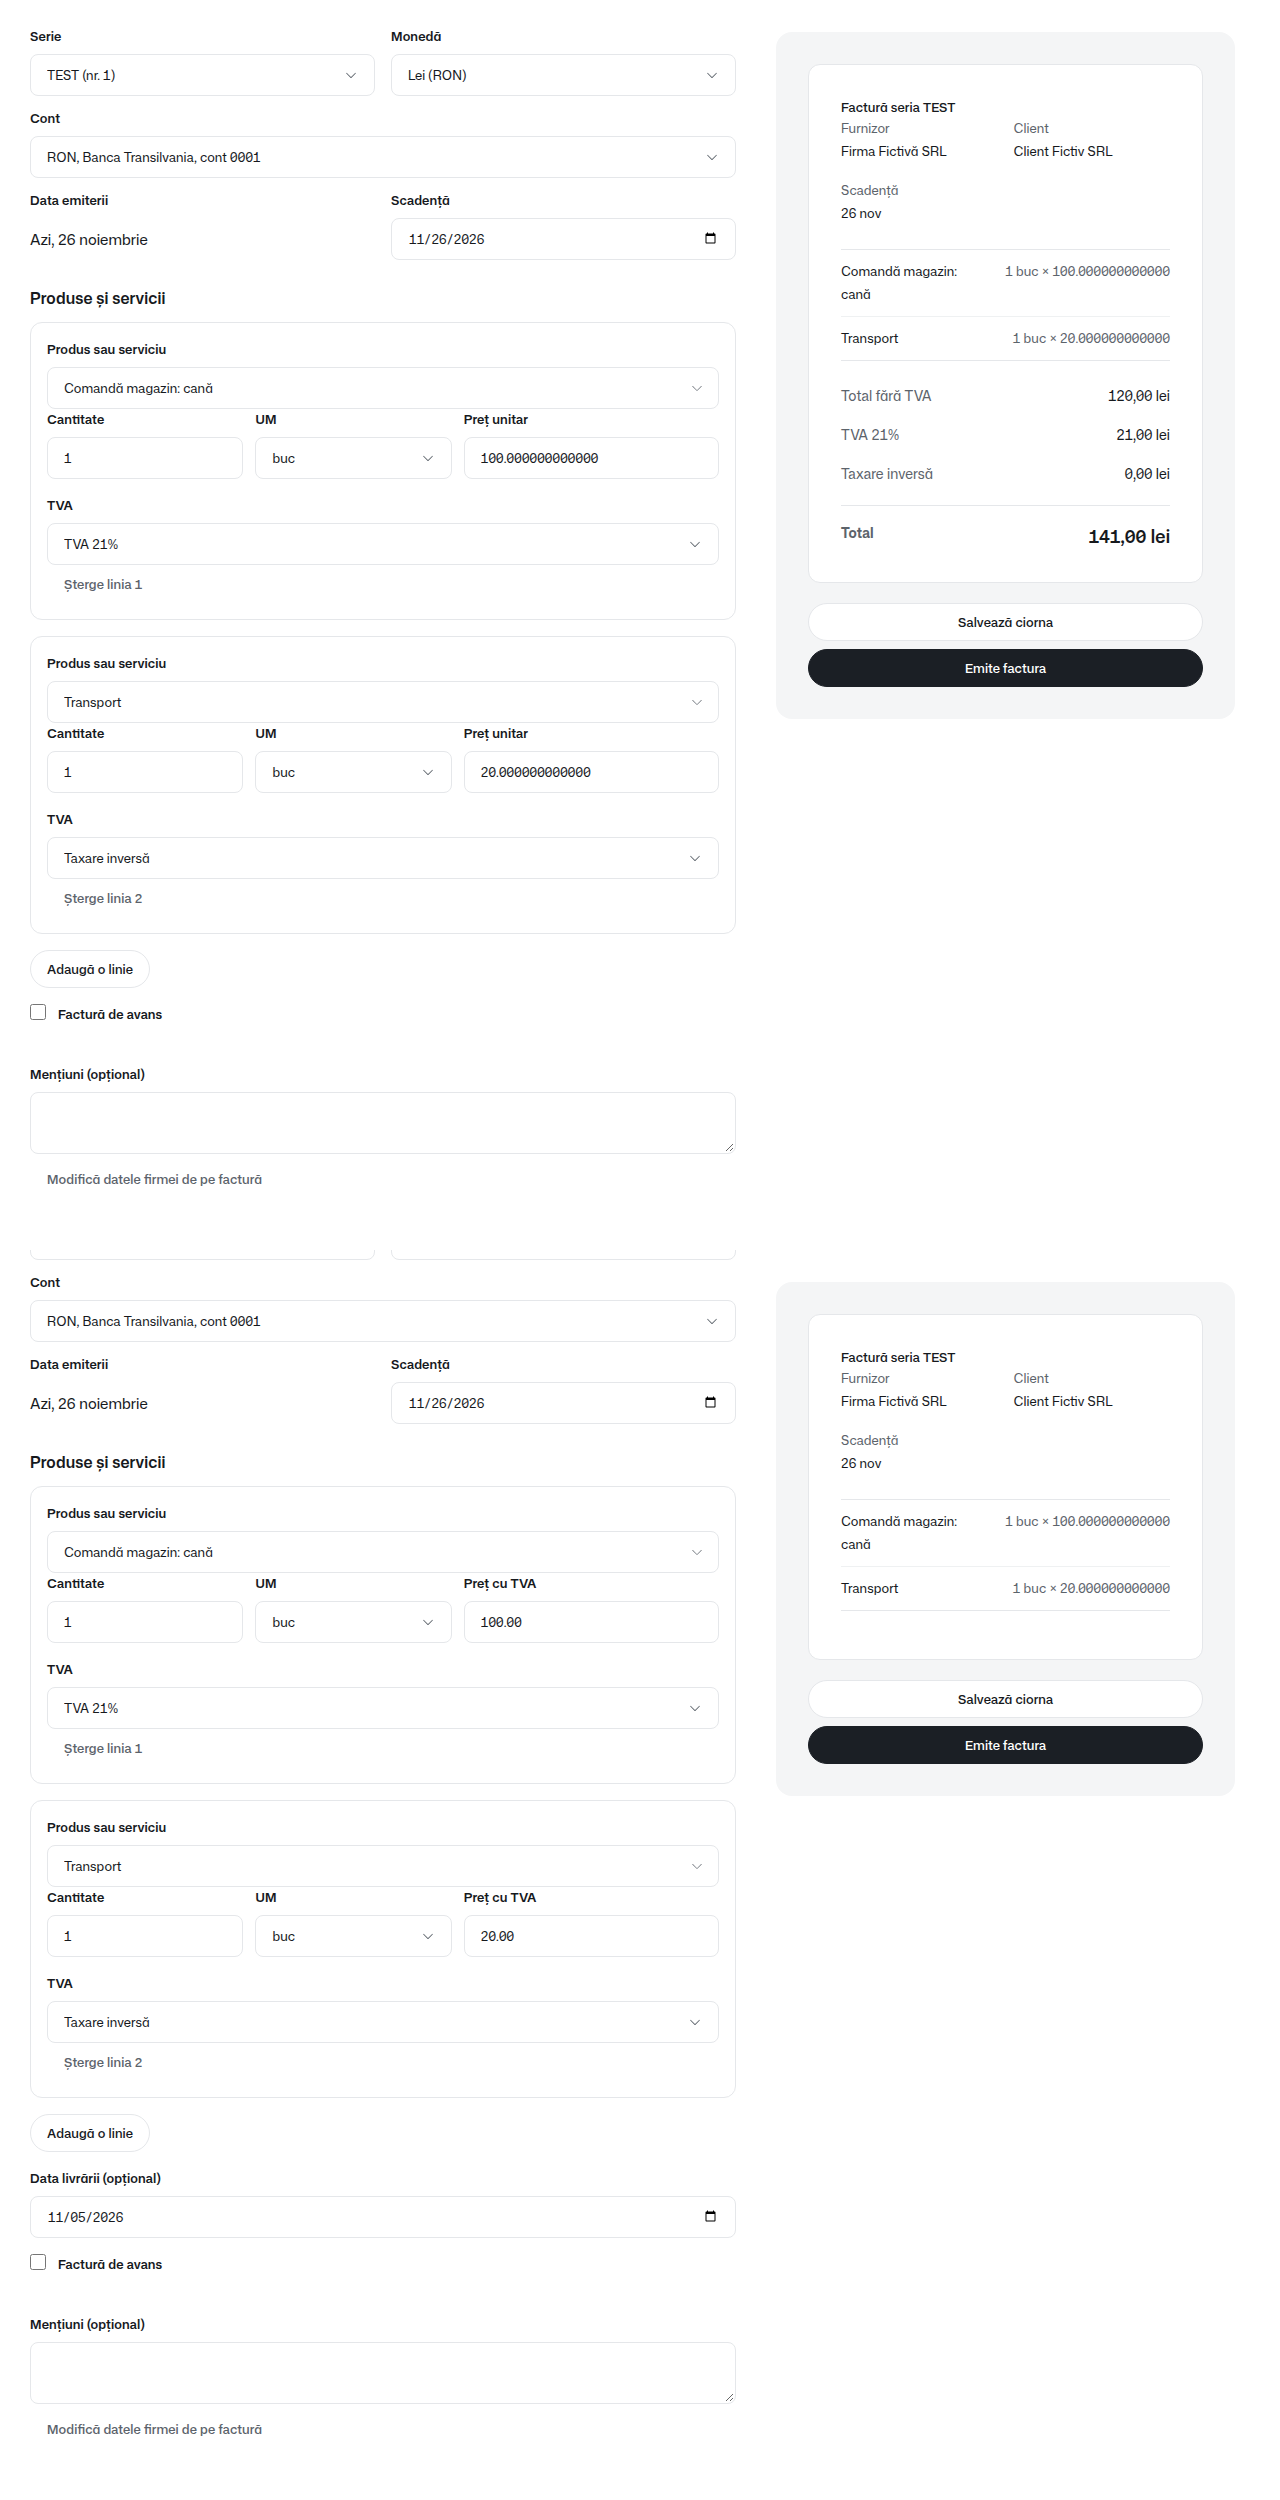 Serie
Monedă
TEST (nr. 1)
Lei (RON)
Cont
RON, Banca Transilvania, cont 0001
Data emiterii
Scadență
Azi, 26 noiembrie
11/26/2026
Produse și servicii
Produs sau serviciu
Comandă magazin: cană
Cantitate
UM
Preț unitar
1
buc
100.000000000000
TVA
TVA 21%
Șterge linia 1
Produs sau serviciu
Transport
Cantitate
UM
Preț unitar
1
buc
20.000000000000
TVA
Taxare inversă
Șterge linia 2
Adaugă o linie
Factură de avans
Mențiuni (opțional)
Modifică datele firmei de pe factură
Factură seria TEST
Furnizor
Client
Firma Fictivă SRL
Client Fictiv SRL
Scadență
26 nov
Comandă magazin: cană
1 buc × 100.000000000000
Transport
1 buc × 20.000000000000
Total fără TVA
120,00 lei
TVA 21%
21,00 lei
Taxare inversă
0,00 lei
Total
141,00 lei
Salvează ciorna
Emite factura
Cont
RON, Banca Transilvania, cont 0001
Data emiterii
Scadență
Azi, 26 noiembrie
11/26/2026
Produse și servicii
Produs sau serviciu
Comandă magazin: cană
Cantitate
UM
Preț cu TVA
1
buc
100.00
TVA
TVA 21%
Șterge linia 1
Produs sau serviciu
Transport
Cantitate
UM
Preț cu TVA
1
buc
20.00
TVA
Taxare inversă
Șterge linia 2
Adaugă o linie
Data livrării (opțional)
11/05/2026
Factură de avans
Mențiuni (opțional)
Modifică datele firmei de pe factură
Factură seria TEST
Furnizor
Client
Firma Fictivă SRL
Client Fictiv SRL
Scadență
26 nov
Comandă magazin: cană
1 buc × 100.000000000000
Transport
1 buc × 20.000000000000
Salvează ciorna
Emite factura